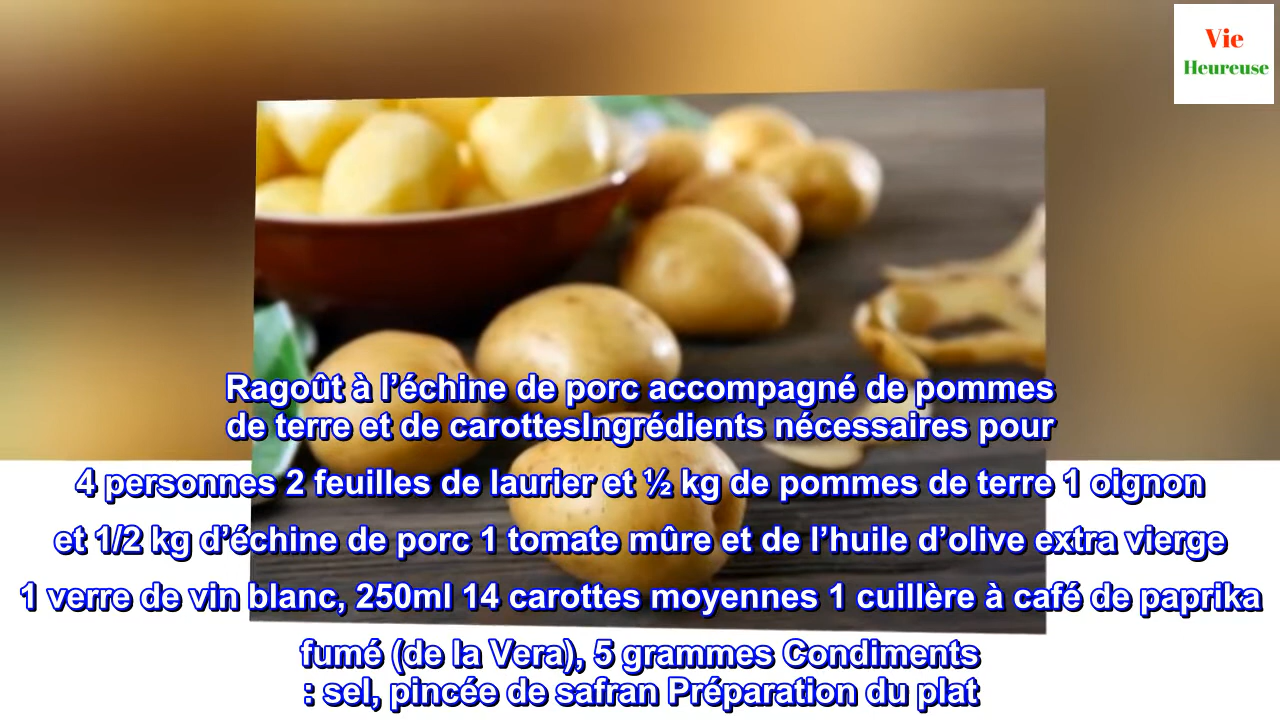 Vie
Heureuse
Ragoût à l’échine de porc accompagné de pommes
de terre et de carottesIngrédients nécessaires pour
4 personnes 2 feuilles de laurier et ½ kg de pommes de terre 1 oignon
et 1/2 kg d’échine de porc 1 tomate mûre et de l’huile d’olive extra vierge
1 verre de vin blanc, 250ml 14 carottes moyennes 1 cuillère à café de paprika
fumé (de la Vera), 5 grammes Condiments
: sel, pincée de safran Préparation du plat